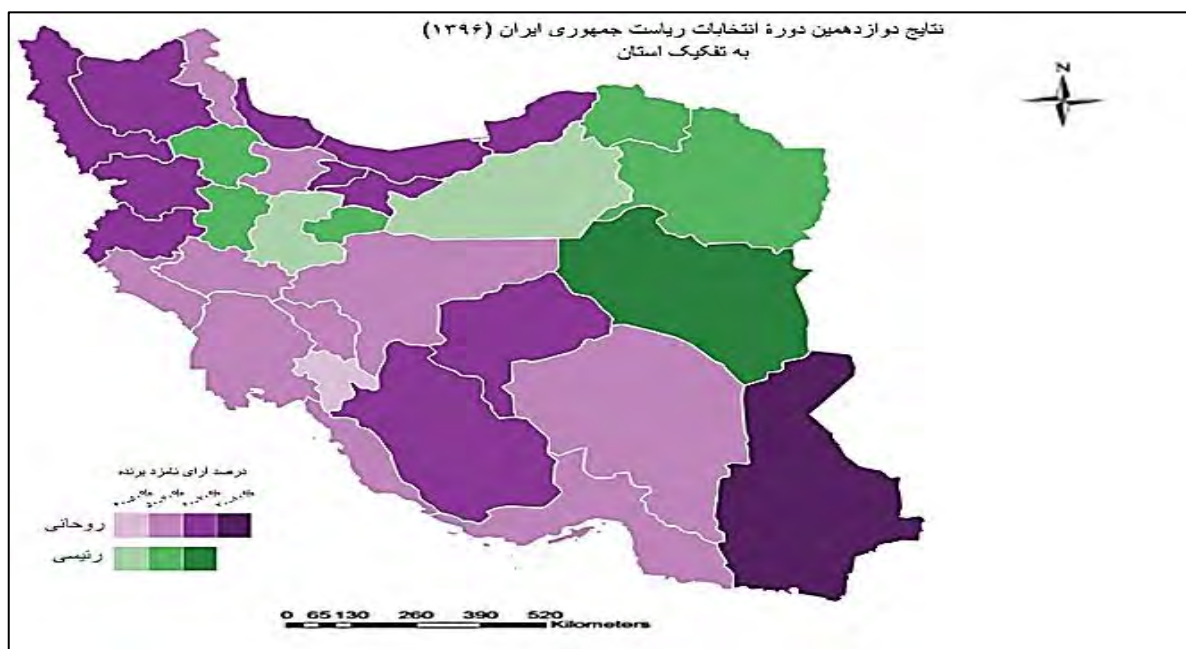 نتایج دوازدهمین دورهٔ انتخابات ریاست جمهوری ایران (۱۳۹۶)
به تفکیک استان
N
درصد آرای نامزد برنده
روحانی
رئیسی
0 65 130 260 390 520
Kilometers